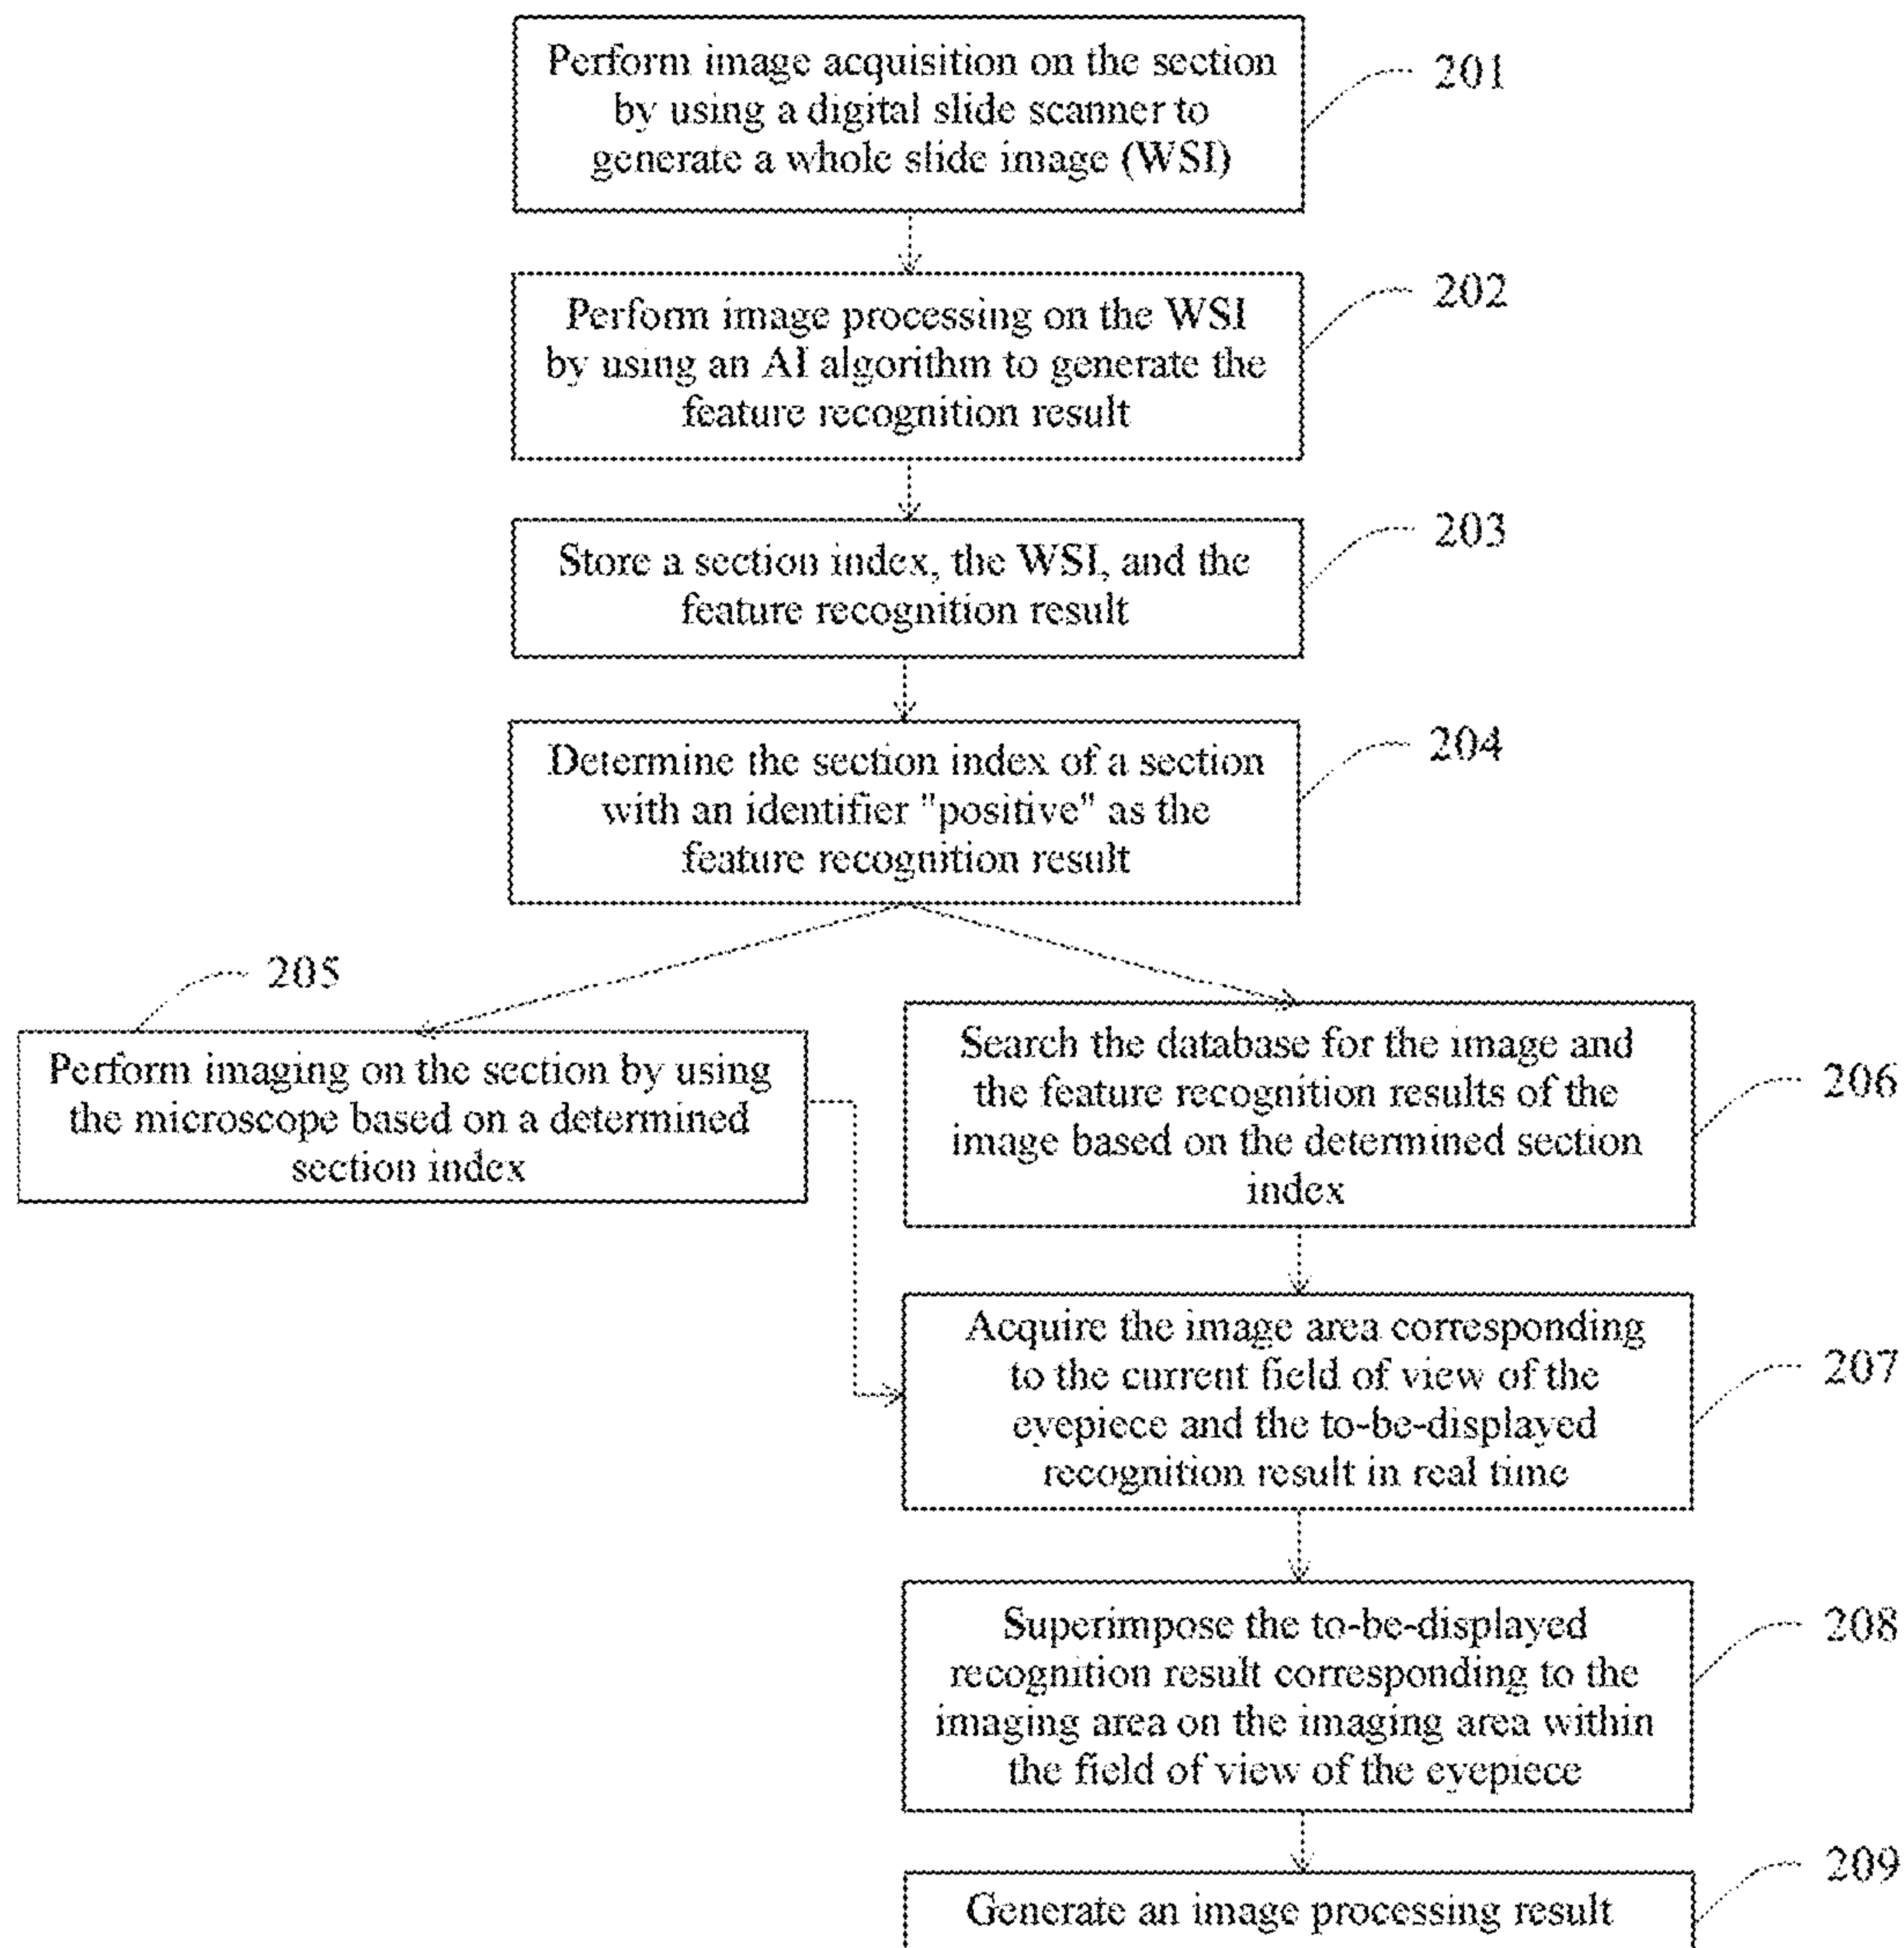 Perform image acquisition on the section
by using a digital slide scanner to
generate a whole slide image (WSI)
201
Perform image processing on the WSI
by using an AI algorithm to generate the
feature recognition result
202
Store a section index, the WSI, and the
feature recognition result
203
Determine the section index of a section
with an identifier "positive" as the
feature recognition result
204
205
Perform imaging on the section by using
the microscope based on a determined
section index
Search the database for the image and
the feature recognition results of the
image based on the determined section
index
206
Acquire the image area corresponding
to the current field of view of the
eyepiece and the to-be-displayed
recognition result in real time
207
Superimpose the to-be-displayed
recognition result corresponding to the
imaging area on the imaging area within
the field of view of the eyepiece
208
Generate an image processing result
209